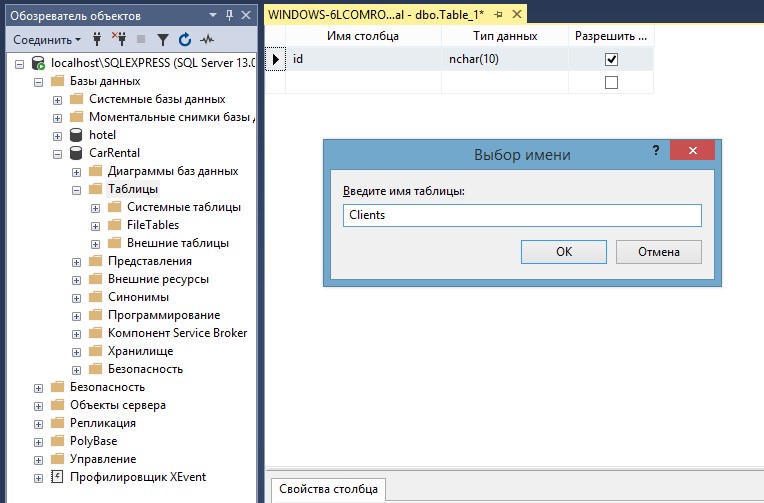 Обозреватель объектов
Соединить
localhost\SQLEXPRESS (SQL Server 13.0
Базы данных
Системные базы данных
Моментальные снимки базы д
hotel
CarRental
Диаграммы баз данных
Таблицы
Системные таблицы
FileTables
Внешние таблицы
Представления
Внешние ресурсы
Синонимы
Программирование
Компонент Service Broker
Хранилище
Безопасность
Безопасность
Объекты сервера
Репликация
PolyBase
Управление
Профилировщик XEvent
WINDOWS-6LCOMRO...al - dbo.Table_1*
Имя столбца Тип данных Разрешить ...
id nchar(10)
Выбор имени
?
Введите имя таблицы:
Clients
OK Отмена
Свойства столбца